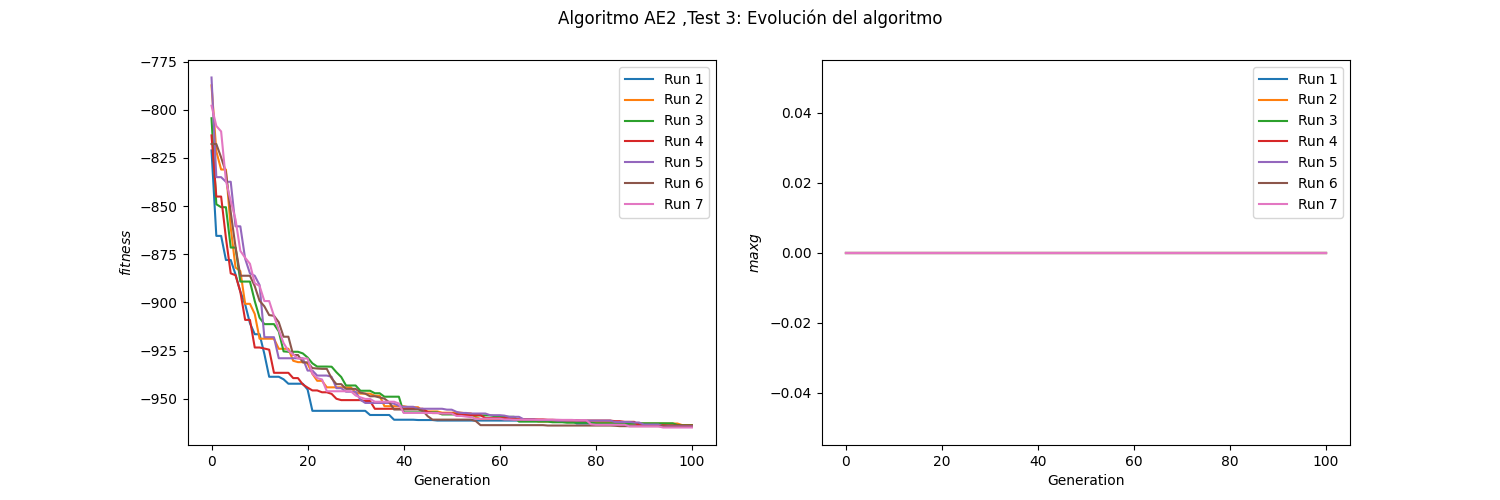 Algoritmo AE2 ,Test 3: Evolución del algoritmo
−775
−800
−825
−850
−875
−900
−925
−950
fitness
0
20
40
60
80
100
Generation
Run 1
Run 2
Run 3
Run 4
Run 5
Run 6
Run 7
0.04
0.02
0.00
−0.02
−0.04
maxg
0
20
40
60
80
100
Generation
Run 1
Run 2
Run 3
Run 4
Run 5
Run 6
Run 7